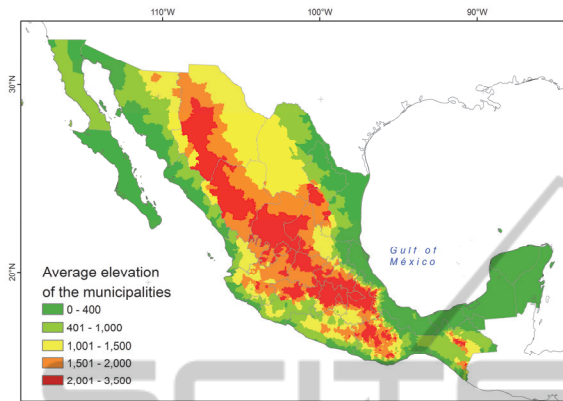 110°W 100°W 90°W
30°N
20°N
Gulf of
México
Average elevation
of the municipalities
0 - 400
401 - 1,000
1,001 - 1,500
1,501 - 2,000
2,001 - 3,500